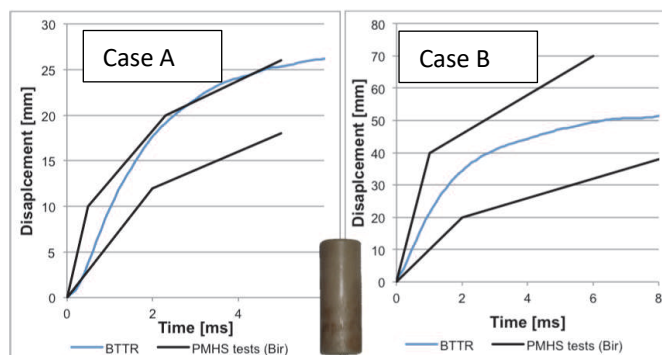 Case A
Disaplcement [mm]
30
25
20
15
10
5
0
0 2 4
Time [ms]
BTTR PMHS tests (Bir)
Case B
Disaplcement [mm]
80
70
60
50
40
30
20
10
0
0 2 4 6 8
Time [ms]
BTTR PMHS tests (Bir)